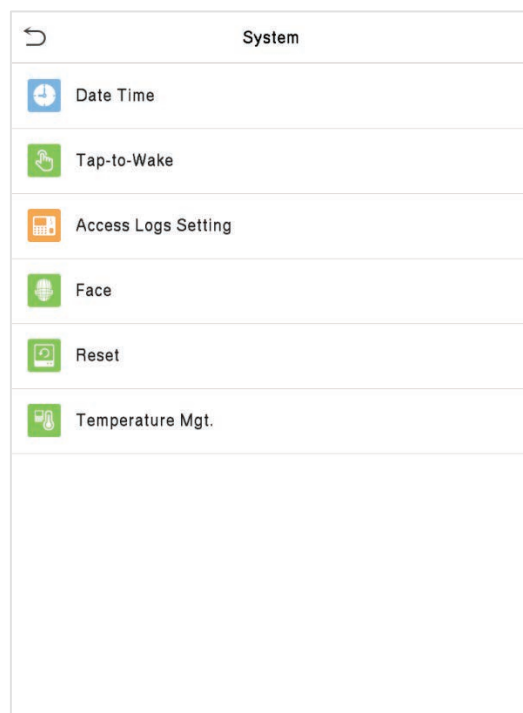 System
Date Time
Tap-to-Wake
Access Logs Setting
Face
Reset
Temperature Mgt.